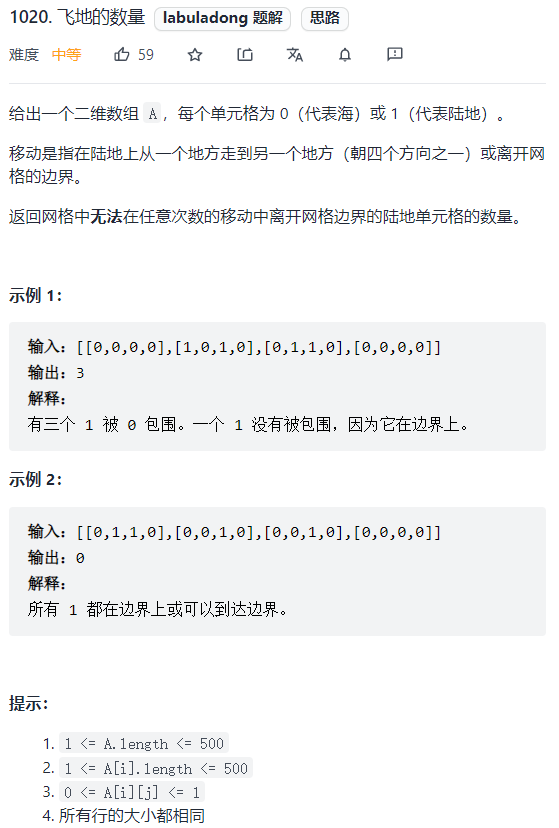 1020. 飞地的数量 labuladong 题解 思路
难度 中等 59
给出一个二维数组 A，每个单元格为 0（代表海）或 1（代表陆地）。
移动是指在陆地上从一个地方走到另一个地方（朝四个方向之一）或离开网
格的边界。
返回网格中无法在任意次数的移动中离开网格边界的陆地单元格的数量。
示例 1：
输入：[[0,0,0,0],[1,0,1,0],[0,1,1,0],[0,0,0,0]]
输出：3
解释：
有三个 1 被 0 包围。一个 1 没有被包围，因为它在边界上。
示例 2：
输入：[[0,1,1,0],[0,0,1,0],[0,0,1,0],[0,0,0,0]]
输出：0
解释：
所有 1 都在边界上或可以到达边界。
提示：
1. 1 <= A.length <= 500
2. 1 <= A[i].length <= 500
3. 0 <= A[i][j] <= 1
4. 所有行的大小都相同